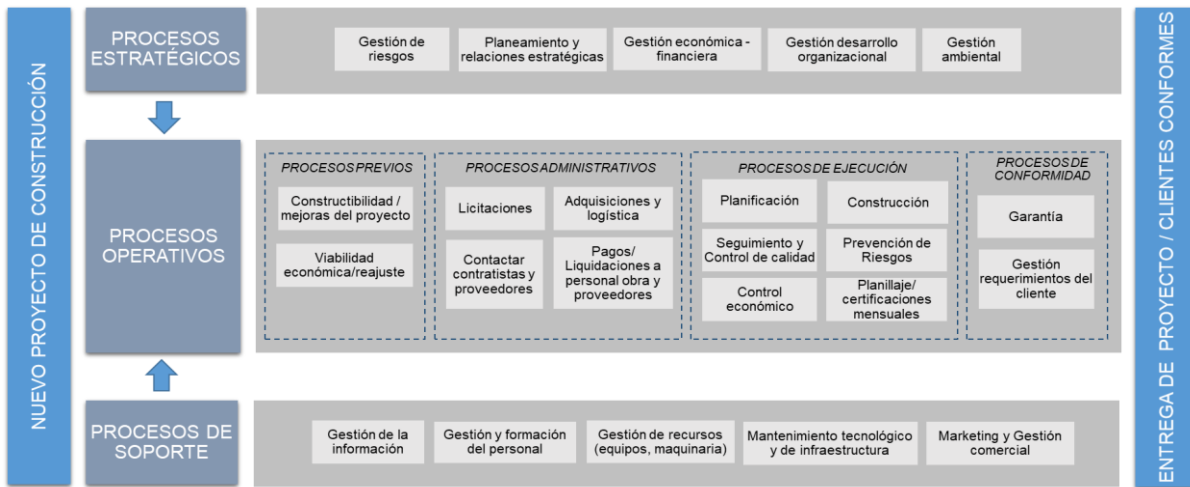 NUEVO PROYECTO DE CONSTRUCCIÓN
PROCESOS
ESTRATÉGICOS
Gestión de
riesgos
Planeamiento y
relaciones estratégicas
Gestión económica -
financiera
Gestión desarrollo
organizacional
Gestión
ambiental
PROCESOS
OPERATIVOS
PROCESOS PREVIOS
Constructibilidad /
mejoras del proyecto
Viabilidad
económica/reajuste
PROCESOS ADMINISTRATIVOS
Licitaciones
Adquisiciones y
logística
Contactar
contratistas y
proveedores
Pagos/
Liquidaciones a
personal obra y
proveedores
PROCESOS DE EJECUCIÓN
Planificación
Construcción
Seguimiento y
Control de calidad
Prevención de
Riesgos
Control
económico
Planillaje/
certificaciones
mensuales
PROCESOS DE
CONFORMIDAD
Garantía
Gestión
requerimientos del
cliente
PROCESOS DE
SOPORTE
Gestión de la
información
Gestión y formación
del personal
Gestión de recursos
(equipos, maquinaria)
Mantenimiento tecnológico
y de infraestructura
Marketing y Gestión
comercial
ENTREGA DE PROYECTO / CLIENTES CONFORMES